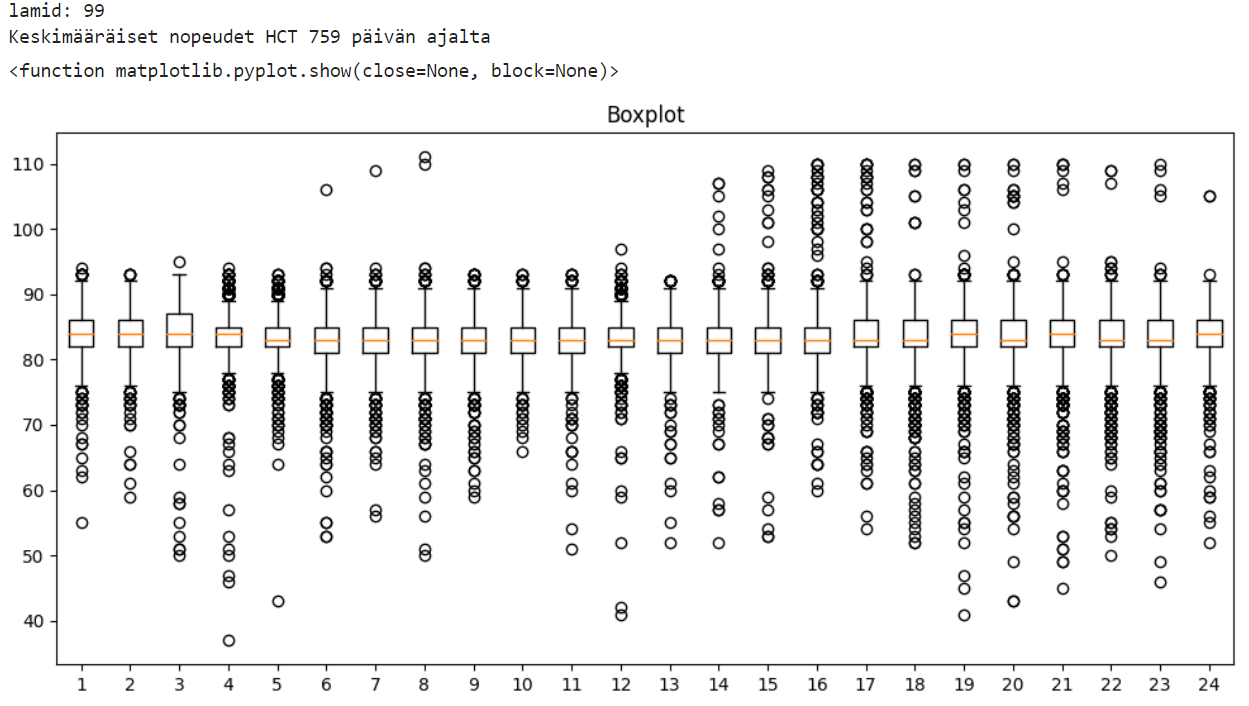 lamid: 99
Keskimääräiset nopeudet HCT 759 päivän ajalta
<function matplotlib.pyplot.show(close=None, block=None)>
Boxplot
110
100
90
80
70
60
50
40
1 2 3 4 5 6 7 8 9 10 11 12 13 14 15 16 17 18 19 20 21 22 23 24